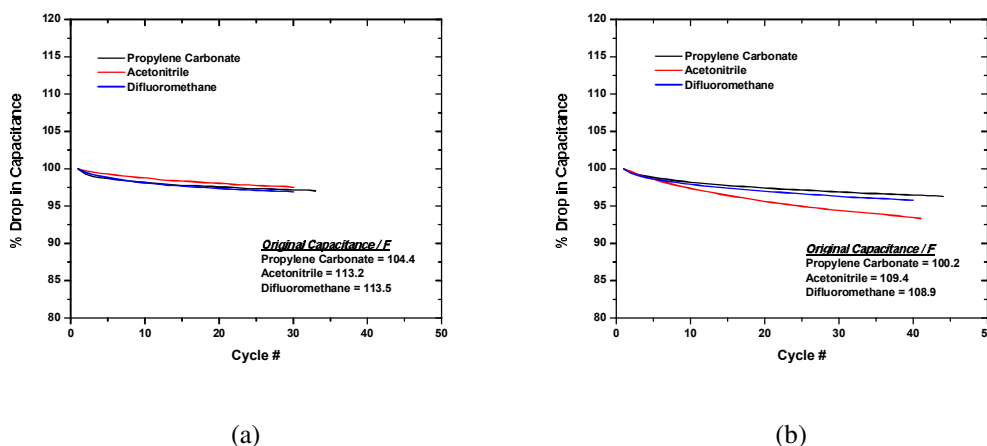 120
115
110
105
100
95
90
85
80
% Drop in Capacitance
Propylene Carbonate
Acetonitrile
Difluoromethane
Original Capacitance / F
Propylene Carbonate = 104.4
Acetonitrile = 113.2
Difluoromethane = 113.5
0 10 20 30 40 50
Cycle #
(a)
120
115
110
105
100
95
90
85
80
% Drop in Capacitance
Propylene Carbonate
Acetonitrile
Difluoromethane
Original Capacitance / F
Propylene Carbonate = 100.2
Acetonitrile = 109.4
Difluoromethane = 108.9
0 10 20 30 40 50
Cycle #
(b)